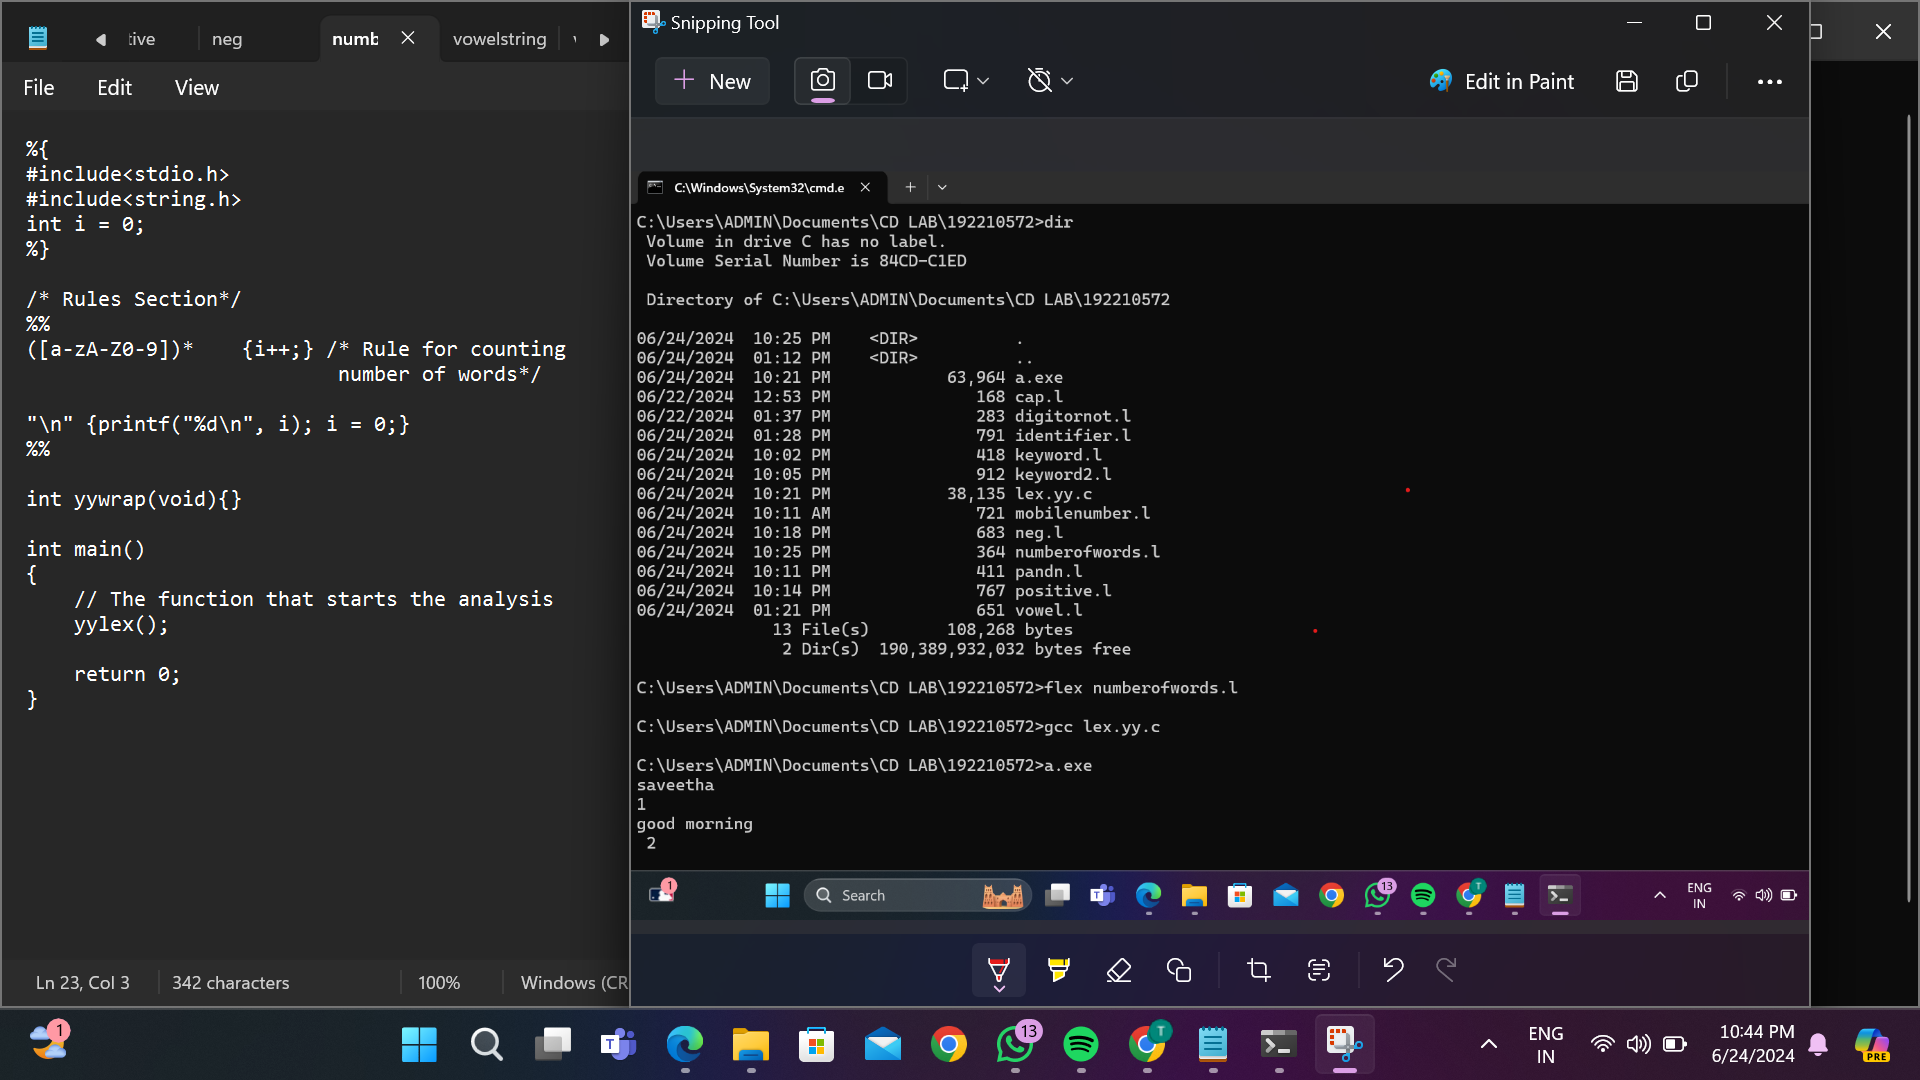 tive
neg
numb
vowelstring
File
Edit
View
%{
#include<stdio.h>
#include<string.h>
int i = 0;
%}
/* Rules Section*/
%%
([a-zA-Z0-9])*    {i++;} /* Rule for counting
number of words*/
"\n" {printf("%d\n", i); i = 0;}
%%
int yywrap(void){}
int main()
{
// The function that starts the analysis
yylex();
return 0;
}
Ln 23, Col 3
342 characters
100%
Windows (CR
Snipping Tool
New
Edit in Paint
C:\Windows\System32\cmd.e
C:\Users\ADMIN\Documents\CD LAB\192210572>dir
Volume in drive C has no label.
Volume Serial Number is 84CD-C1ED
Directory of C:\Users\ADMIN\Documents\CD LAB\192210572
06/24/2024  10:25 PM    <DIR>          .
06/24/2024  01:12 PM    <DIR>          ..
06/24/2024  10:21 PM            63,964 a.exe
06/22/2024  12:53 PM               168 cap.l
06/22/2024  01:37 PM               283 digitornot.l
06/24/2024  01:28 PM               791 identifier.l
06/24/2024  10:02 PM               418 keyword.l
06/24/2024  10:05 PM               912 keyword2.l
06/24/2024  10:21 PM            38,135 lex.yy.c
06/24/2024  10:11 AM               721 mobilenumber.l
06/24/2024  10:18 PM               683 neg.l
06/24/2024  10:25 PM               364 numberofwords.l
06/24/2024  10:11 PM               411 pandn.l
06/24/2024  10:14 PM               767 positive.l
06/24/2024  01:21 PM               651 vowel.l
13 File(s)        108,268 bytes
2 Dir(s)  190,389,932,032 bytes free
C:\Users\ADMIN\Documents\CD LAB\192210572>flex numberofwords.l
C:\Users\ADMIN\Documents\CD LAB\192210572>gcc lex.yy.c
C:\Users\ADMIN\Documents\CD LAB\192210572>a.exe
saveetha
1
good morning
2
1
Search
13
T
ENG
IN
1
13
T
ENG
IN
10:44 PM
6/24/2024
PRE